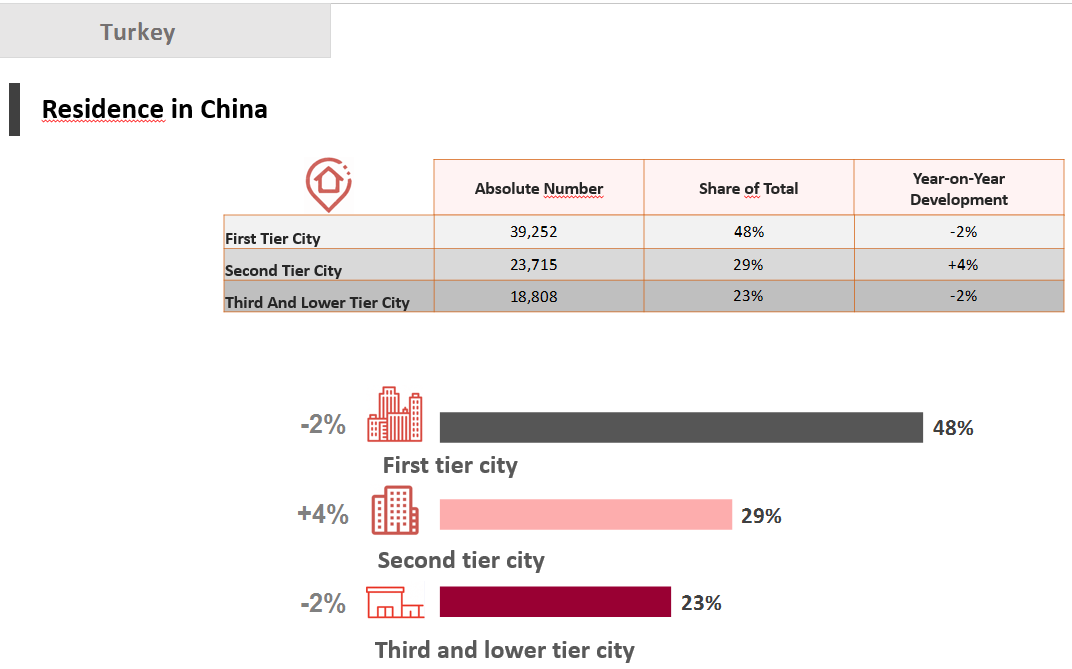 Turkey
Residence in China
Absolute Number Share of Total Year-on-Year
Development
First Tier City 39,252 48% -2%
Second Tier City 23,715 29% +4%
Third And Lower Tier City 18,808 23% -2%
-2% 48%
First tier city
+4% 29%
Second tier city
-2% 23%
Third and lower tier city